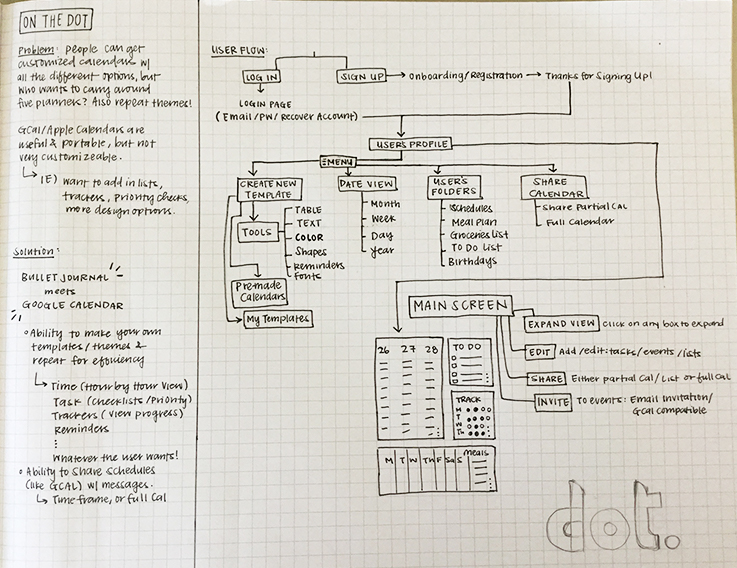 ON THE DOT
Problem: People can get
customized calendars w/
all the different options, but
who wants to carry around
five planners? Also repeat themes!
GCal/Apple Calendars are
useful & portable, but not
very customizeable.
IE) want to add in lists,
trackers, priority checks,
more design options.
Solution:
BULLET JOURNAL
meets
GOOGLE CALENDAR
Ability to make your own
templates/themes &
repeat for efficiency
Time (Hour by Hour View)
Task (Checklists/Priority)
Trackers (View progress)
Reminders
:
Whatever the user wants!
Ability to share schedules
(like GCAL) w/ messages.
Time frame, or full cal
USER FLOW:
LOG IN
SIGN UP
Onboarding/Registration
Thanks for Signing Up!
LOGIN PAGE
(Email/PW/Recover Account)
USER'S PROFILE
MENU
CREATE NEW
TEMPLATE
TOOLS
TABLE
TEXT
COLOR
Shapes
Reminders
Fonts
Premade
Calendars
My Templates
DATE VIEW
Month
Week
Day
Year
USER'S
FOLDERS
Schedules
Meal Plan
Groceries List
TO DO List
Birthdays
SHARE
CALENDAR
Share Partial Cal
Full Calendar
MAIN SCREEN
EXPAND VIEW Click on any box to expand
EDIT Add/edit: tasks/events/lists
SHARE Either partial Cal/List or full Cal
INVITE To events: Email Invitation/
Gcal compatible
26 27 28
TO DO
TRACK
M
T
W
Th
M T W Th F Sa S
Meals
dot.